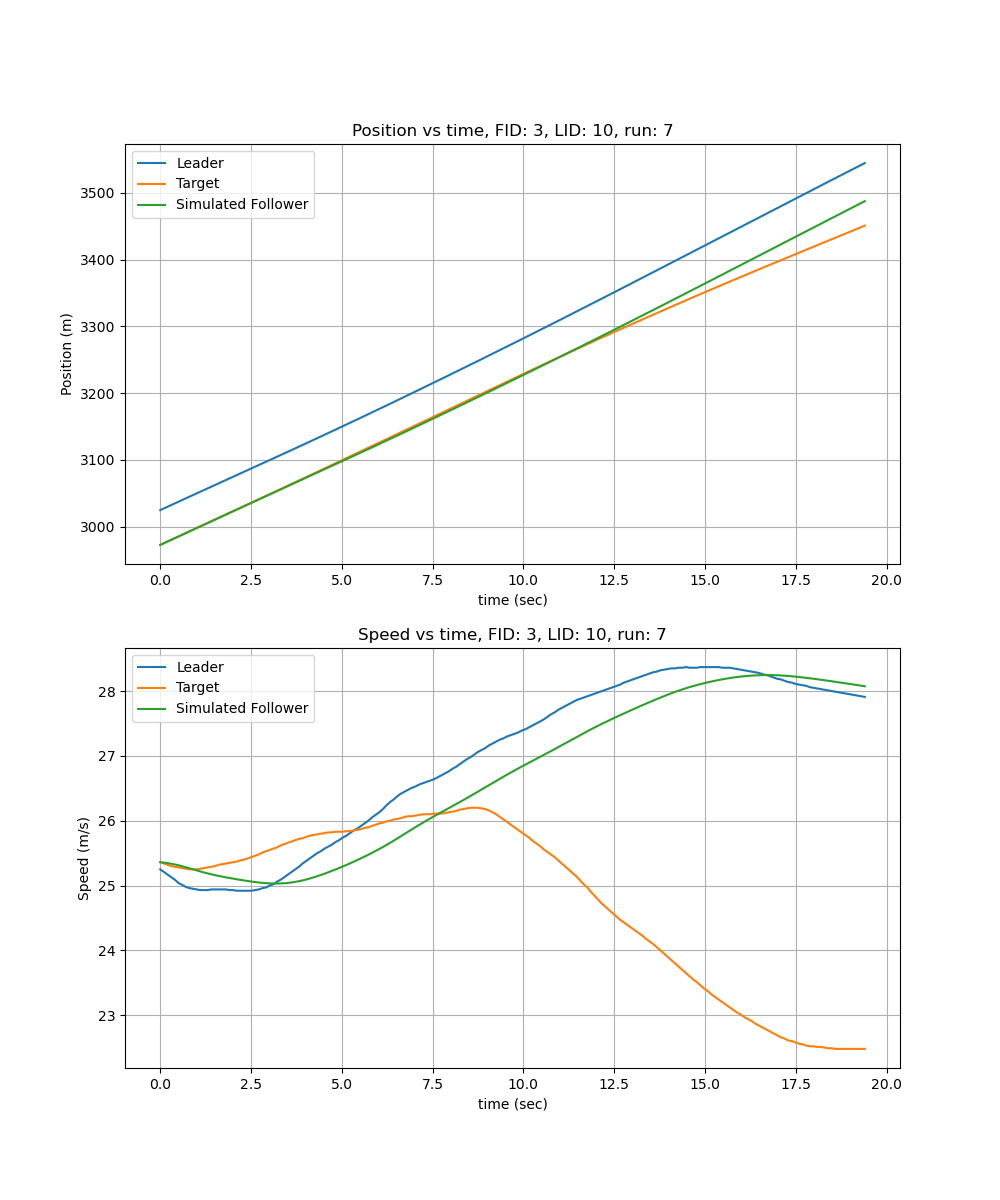 Position vs time, FID: 3, LID: 10, run: 7
Leader
Target
Simulated Follower
3500
3400
3300
3200
3100
3000
Position (m)
0.0 2.5 5.0 7.5 10.0 12.5 15.0 17.5 20.0
time (sec)
Speed vs time, FID: 3, LID: 10, run: 7
Leader
Target
Simulated Follower
28
27
26
25
24
23
Speed (m/s)
0.0 2.5 5.0 7.5 10.0 12.5 15.0 17.5 20.0
time (sec)